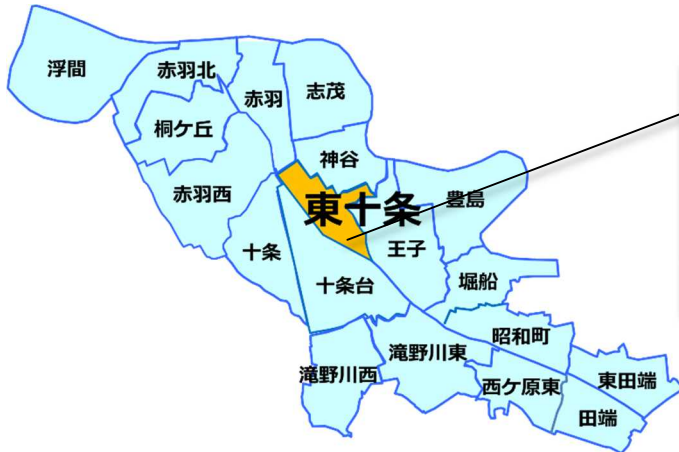 浮間
赤羽北
赤羽
志茂
桐ケ丘
神谷
赤羽西
東十条
豊島
十条
王子
十条台
堀船
昭和町
滝野川東
滝野川西
西ケ原東
東田端
田端